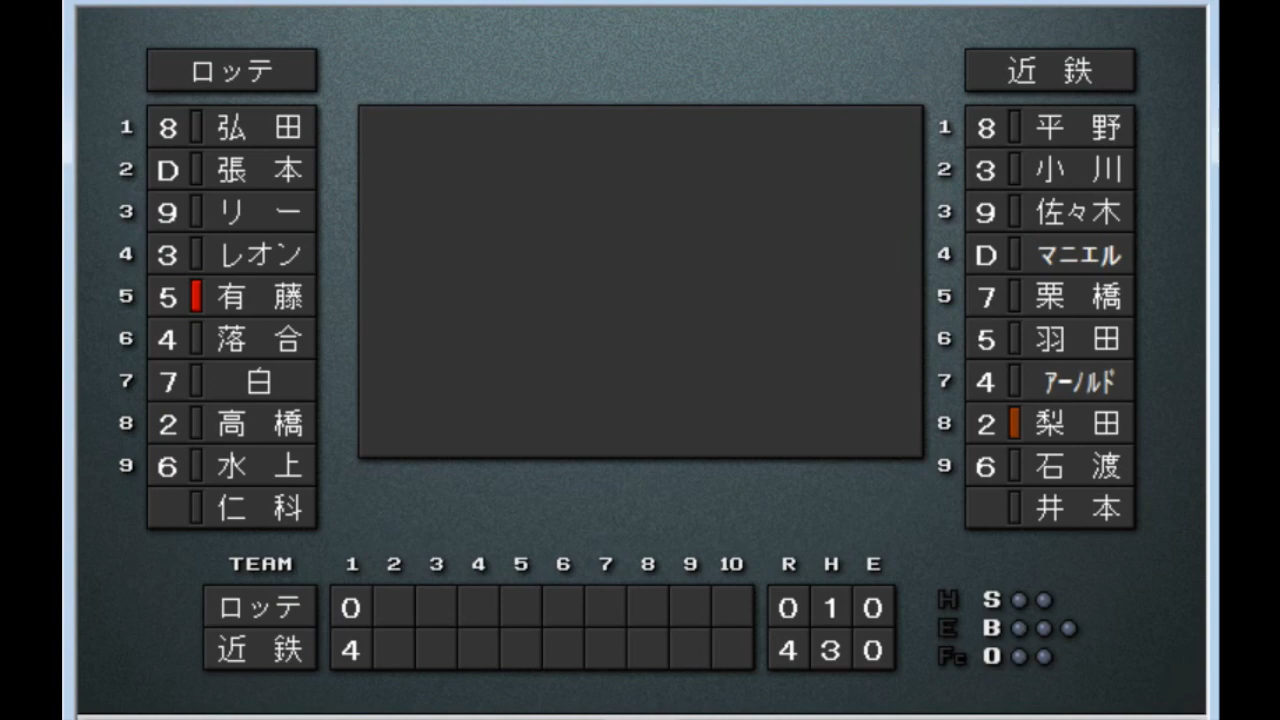 ロッテ 近鉄
1 8 弘田 1 8 平野
2 D 張本 2 3 小川
3 9 リー 3 9 佐々木
4 3 レオン 4 D マニエル
5 5 有藤 5 7 栗橋
6 4 落合 6 5 羽田
7 7 白 7 4 ｱｰﾉﾙﾄﾞ
8 2 高橋 8 2 梨田
9 6 水上 9 6 石渡
仁科 井本
TEAM 1 2 3 4 5 6 7 8 9 10 R H E
ロッテ 0 0 1 0
近鉄 4 4 3 0
H S
E B
Fc O